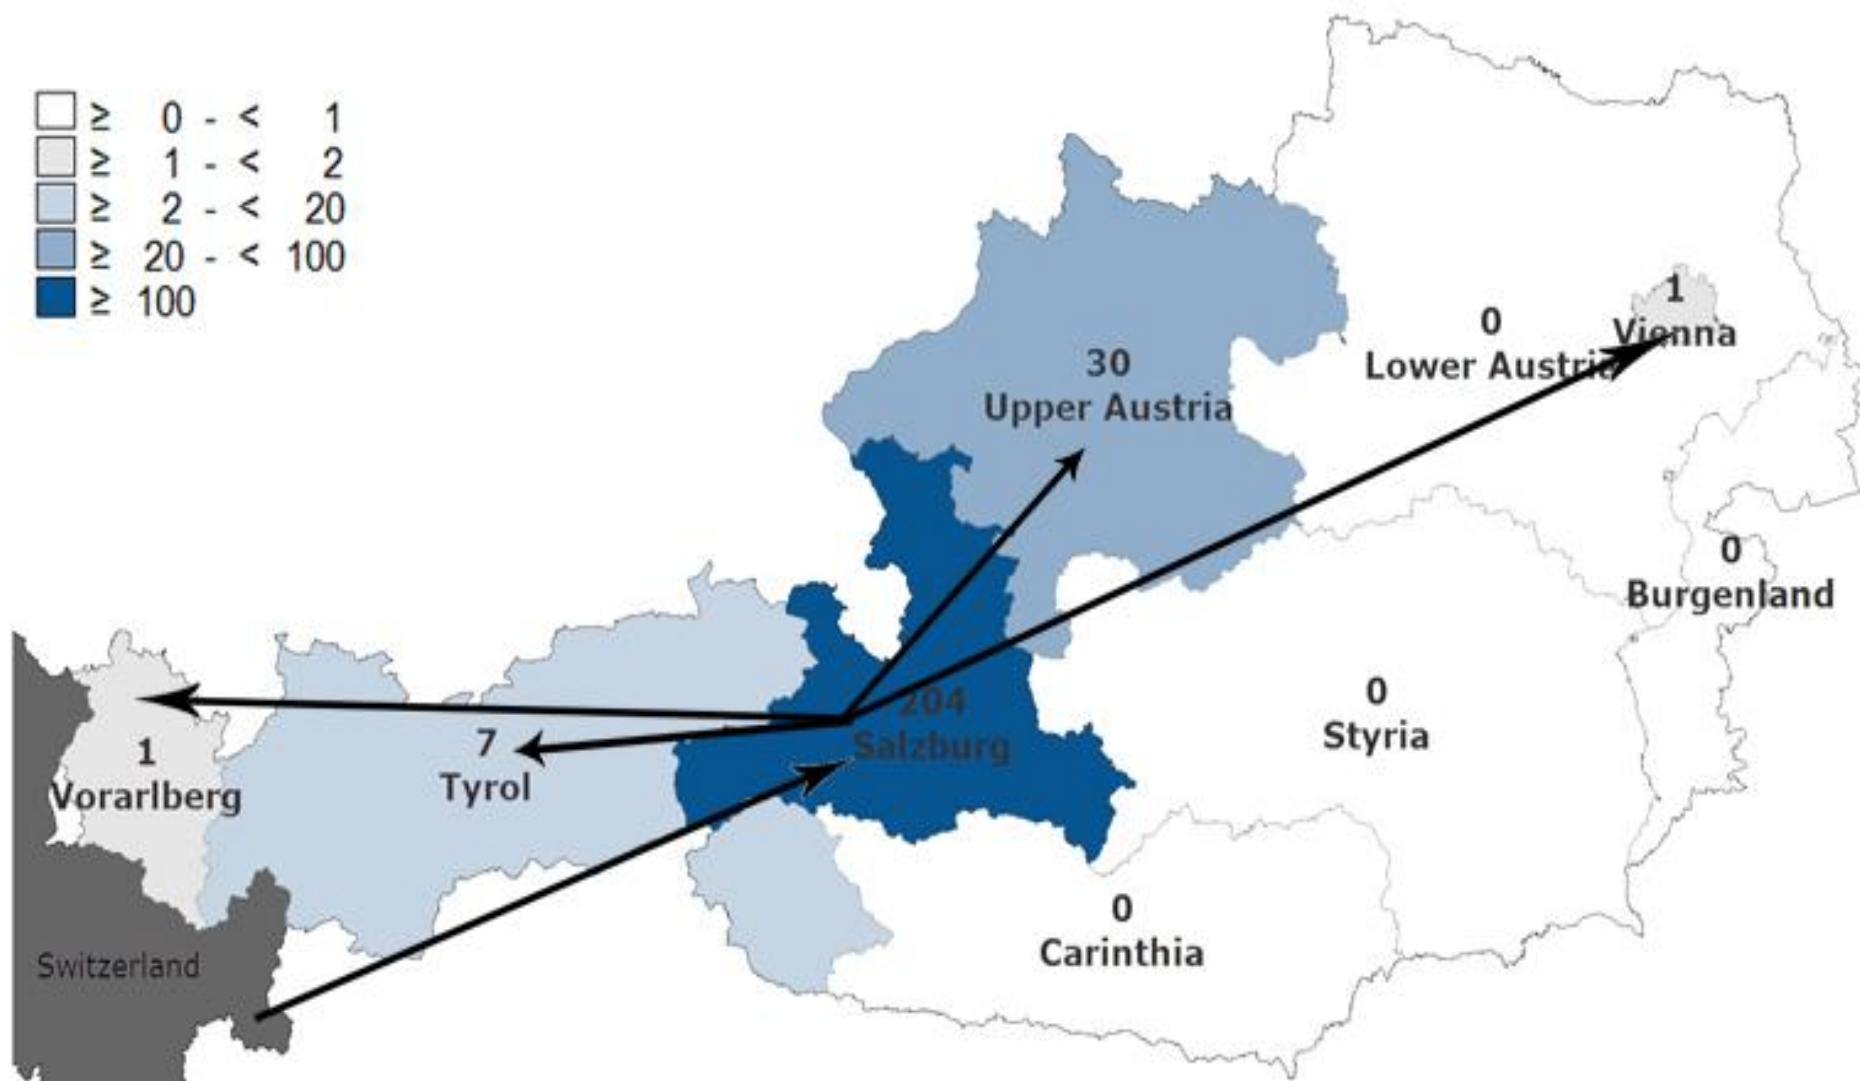 ≥ 0 - < 1
≥ 1 - < 2
≥ 2 - < 20
≥ 20 - < 100
≥ 100
1
Vienna
0
Lower Austria
30
Upper Austria
0
Burgenland
204
Salzburg
0
Styria
7
Tyrol
1
Vorarlberg
0
Carinthia
Switzerland